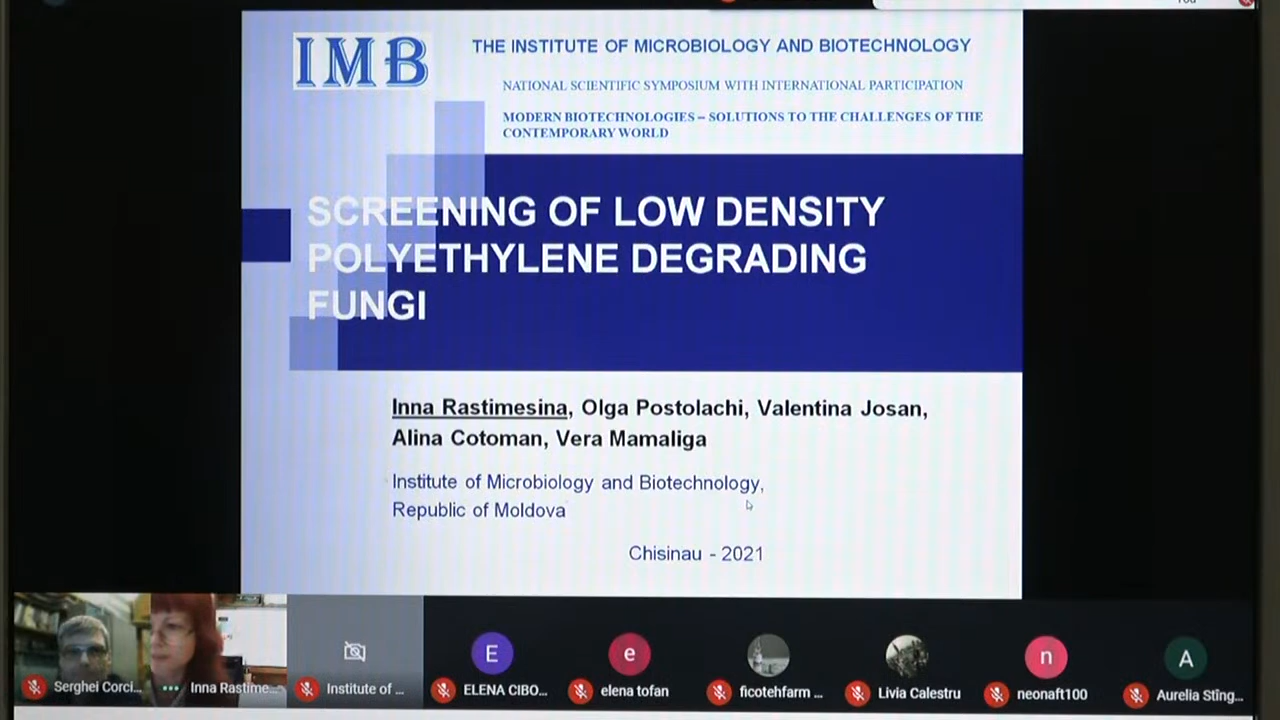 You
IMB
THE INSTITUTE OF MICROBIOLOGY AND BIOTECHNOLOGY
NATIONAL SCIENTIFIC SYMPOSIUM WITH INTERNATIONAL PARTICIPATION
MODERN BIOTECHNOLOGIES – SOLUTIONS TO THE CHALLENGES OF THE
CONTEMPORARY WORLD
SCREENING OF LOW DENSITY
POLYETHYLENE DEGRADING
FUNGI
Inna Rastimesina, Olga Postolachi, Valentina Josan,
Alina Cotoman, Vera Mamaliga
Institute of Microbiology and Biotechnology,
Republic of Moldova
Chisinau - 2021
E
e
n
A
Serghei Corci...
Inna Rastime...
Institute of ...
ELENA CIBO...
elena tofan
ficotehfarm ...
Livia Calestru
neonaft100
Aurelia Stîng...